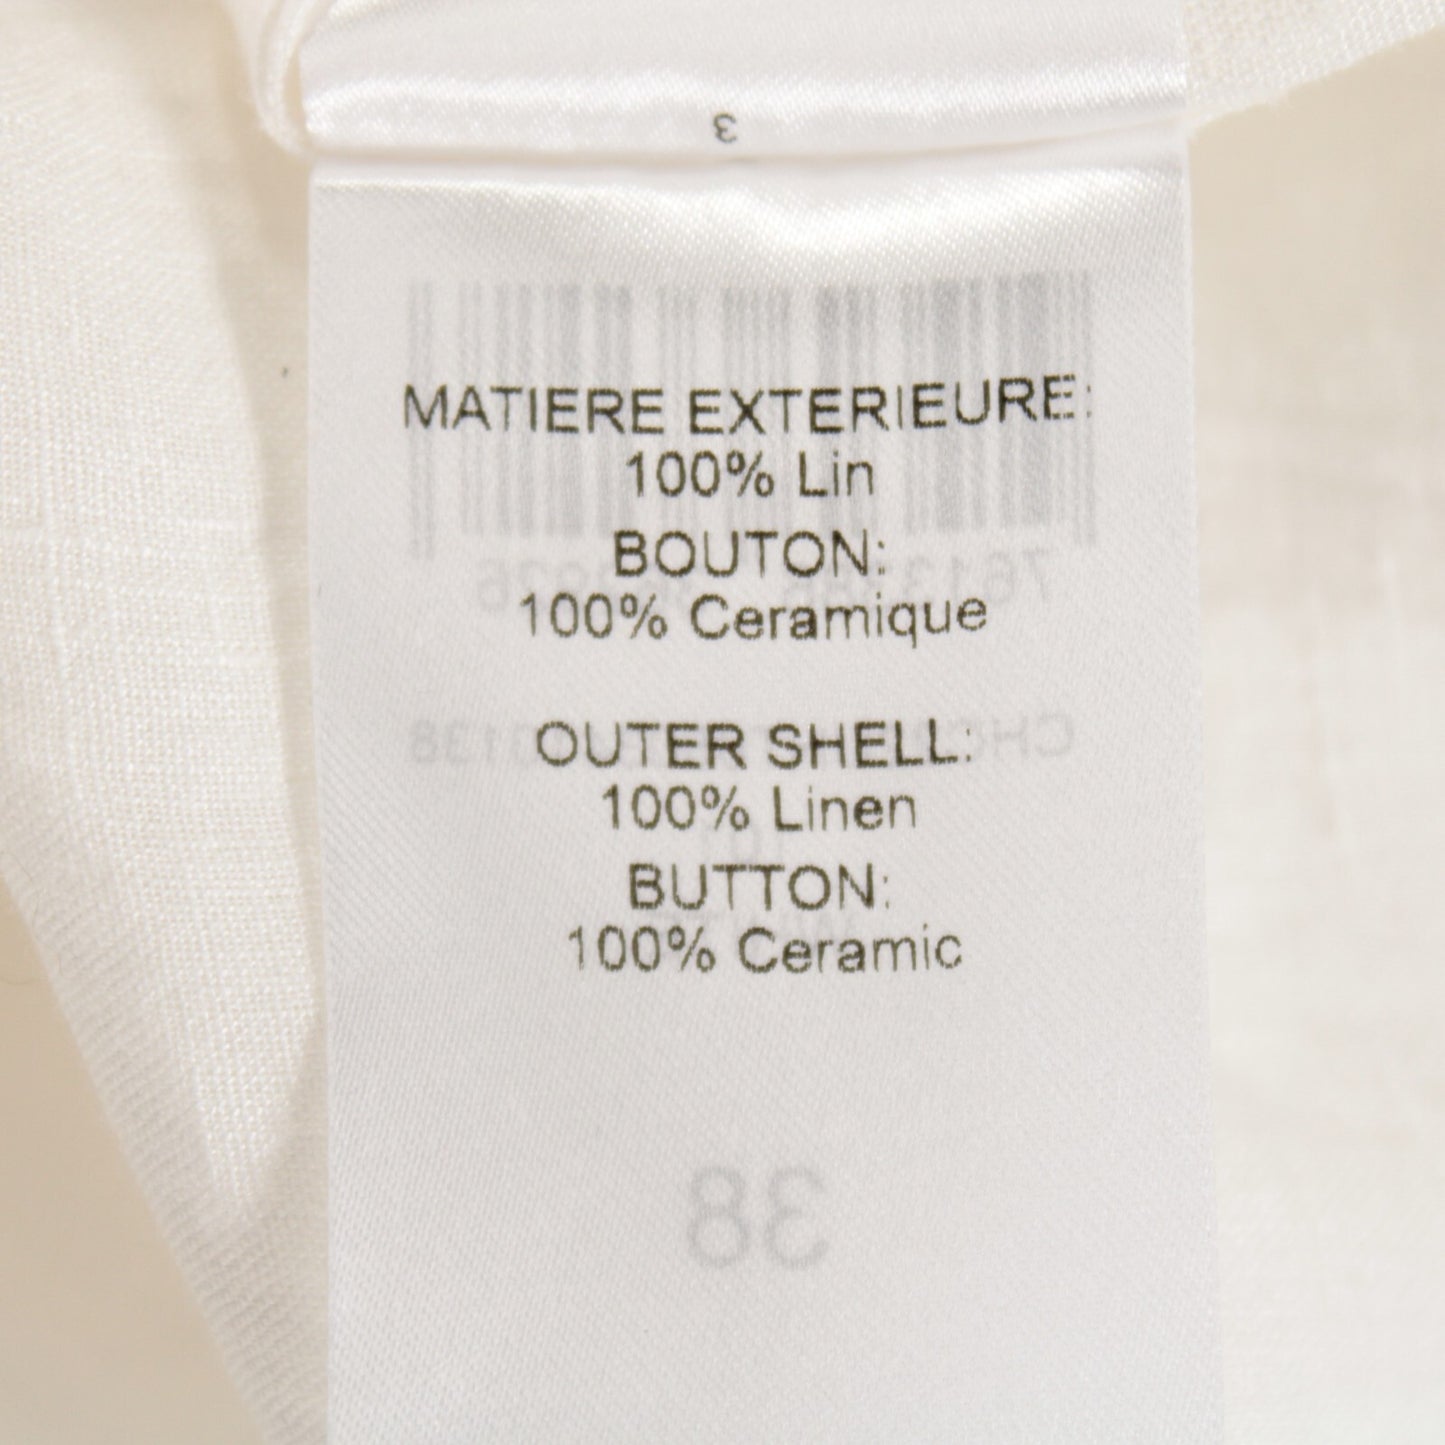 3
MATIERE EXTERIEURE:
100% Lin
BOUTON:
100% Ceramique
OUTER SHELL:
100% Linen
BUTTON:
100% Ceramic
38